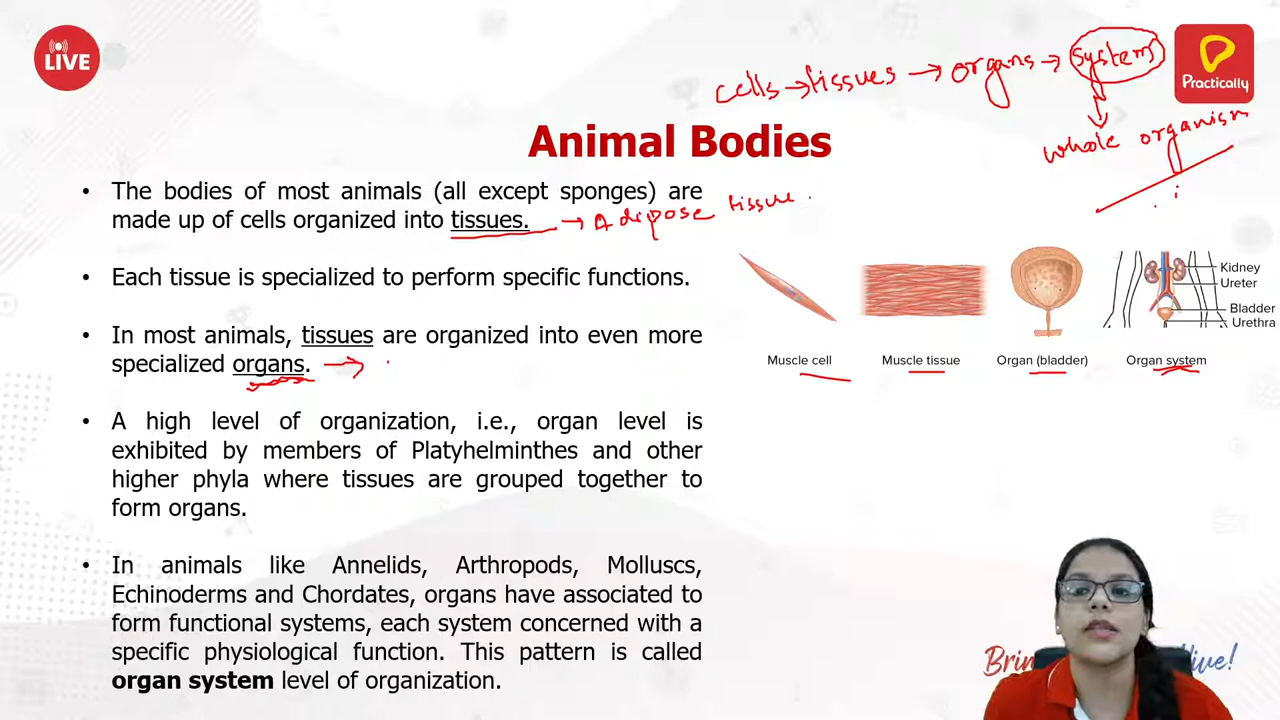 LIVE
cells → tissues → organs → systems
Practically
whole organism
Animal Bodies
• The bodies of most animals (all except sponges) are
made up of cells organized into tissues. → Adipose tissue
• Each tissue is specialized to perform specific functions.
• In most animals, tissues are organized into even more
specialized organs. →
Kidney
Ureter
Bladder
Urethra
Muscle cell
Muscle tissue
Organ (bladder)
Organ system
• A high level of organization, i.e., organ level is
exhibited by members of Platyhelminthes and other
higher phyla where tissues are grouped together to
form organs.
• In animals like Annelids, Arthropods, Molluscs,
Echinoderms and Chordates, organs have associated to
form functional systems, each system concerned with a
specific physiological function. This pattern is called
organ system level of organization.